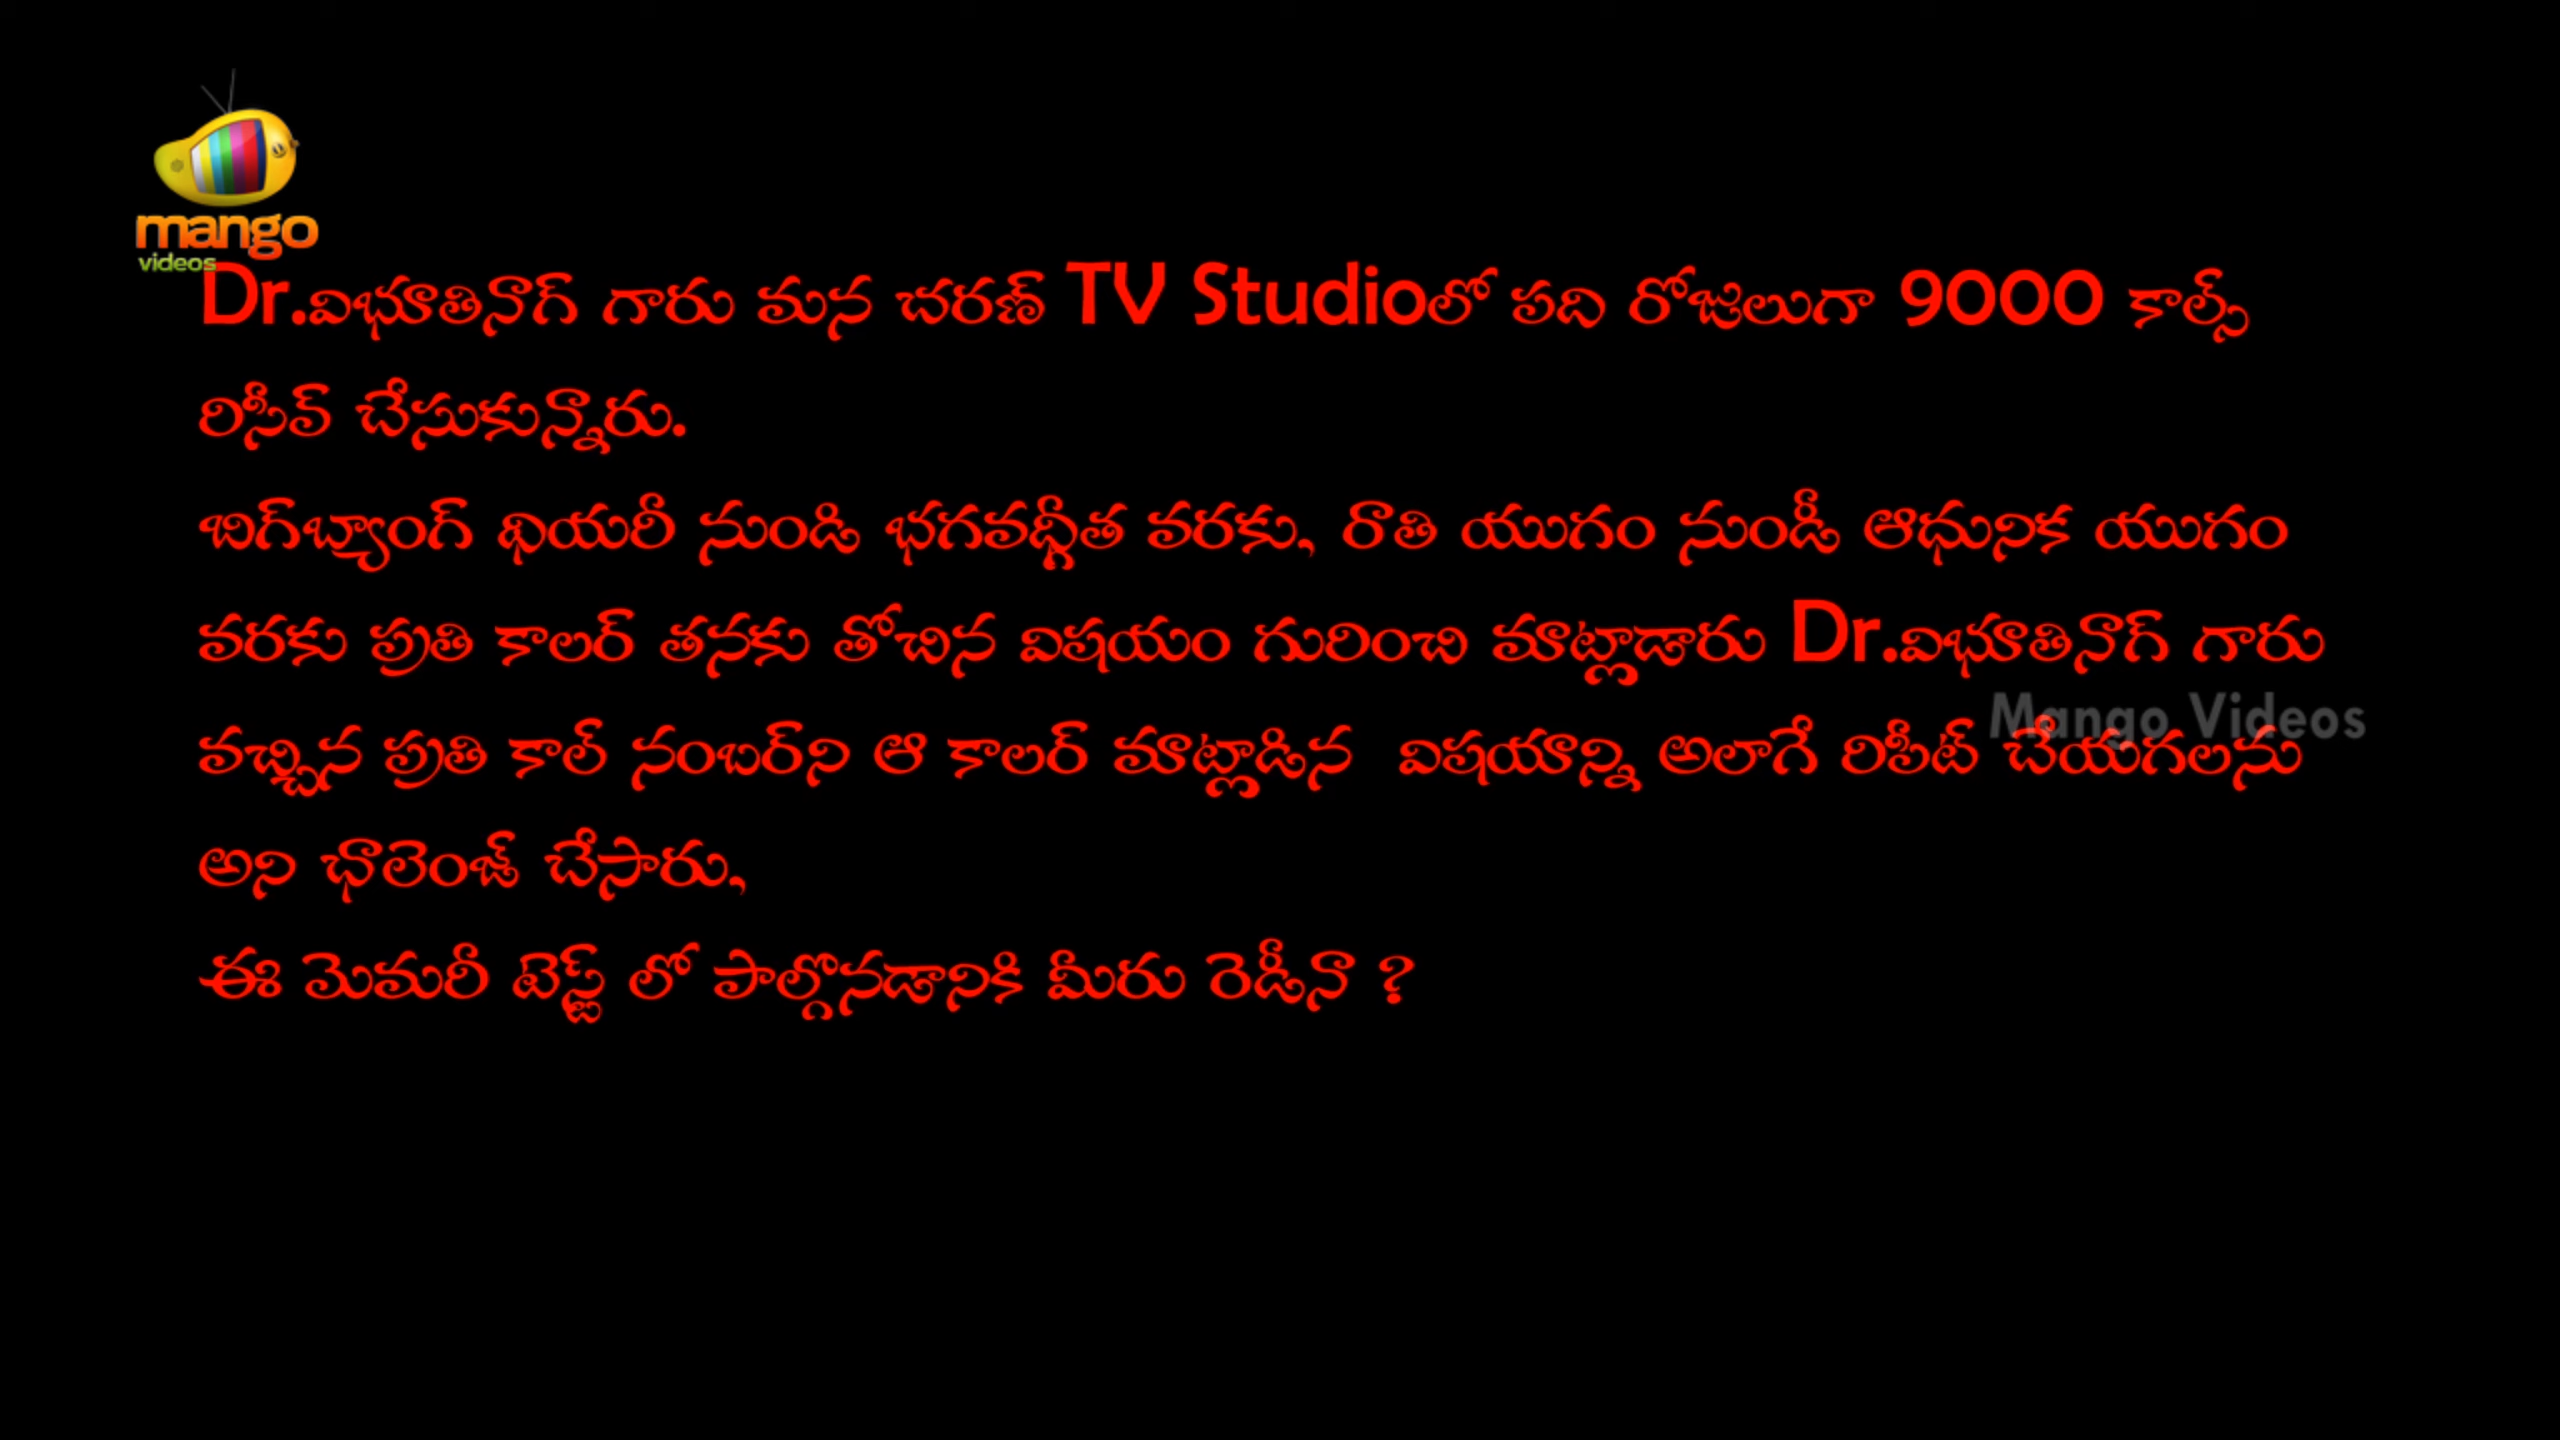 mango
videos
Dr.విభూతినాగ్ గారు మన చరణ్ TV Studioలో పది రోజులుగా 9000 కాల్స్
రిసీవ్ చేసుకున్నారు.
బిగ్‌బ్యాంగ్ థియరీ నుండి భగవద్గీత వరకు, రాతి యుగం నుండీ ఆధునిక యుగం
వరకు ప్రతి కాలర్ తనకు తోచిన విషయం గురించి మాట్లాడారు Dr.విభూతినాగ్ గారు
Mango Videos
వచ్చిన ప్రతి కాల్ నంబర్‌ని ఆ కాలర్ మాట్లాడిన విషయాన్ని అలాగే రిపీట్ చేయగలను
అని ఛాలెంజ్ చేసారు,
ఈ మెమరీ టెస్ట్ లో పాల్గొనడానికి మీరు రెడీనా ?